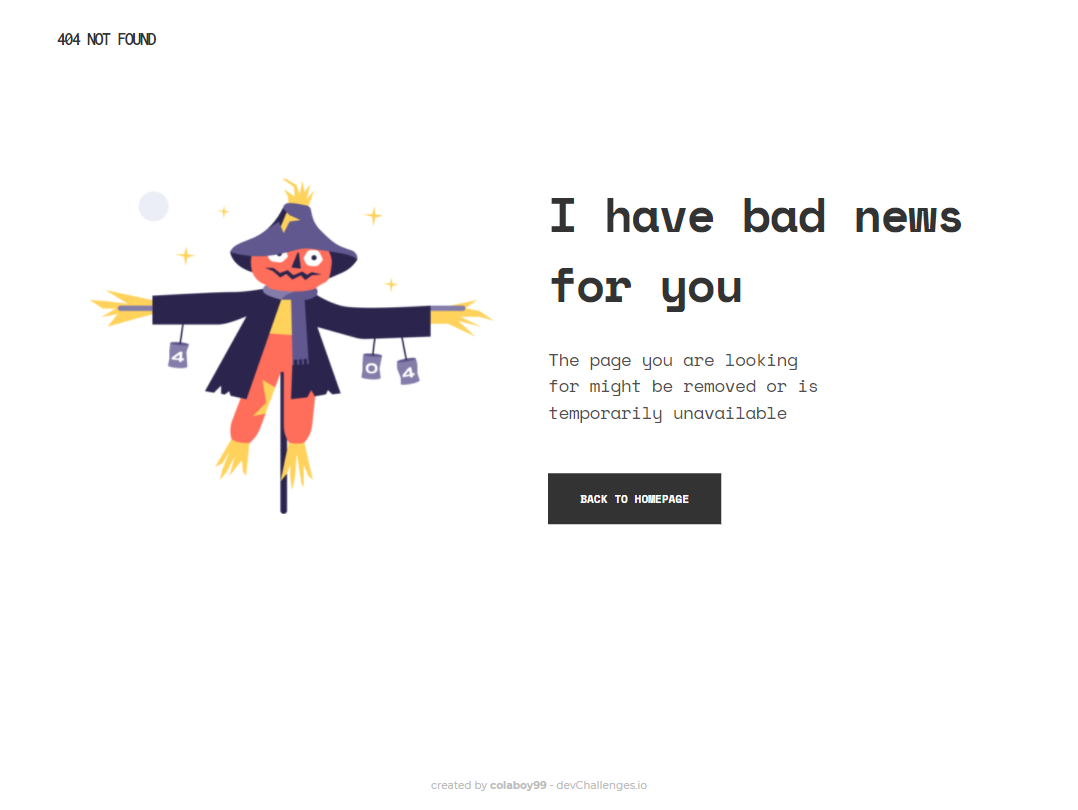 404 NOT FOUND
I have bad news
for you
4
0
4
The page you are looking
for might be removed or is
temporarily unavailable
BACK TO HOMEPAGE
created by colaboy99 - devChallenges.io